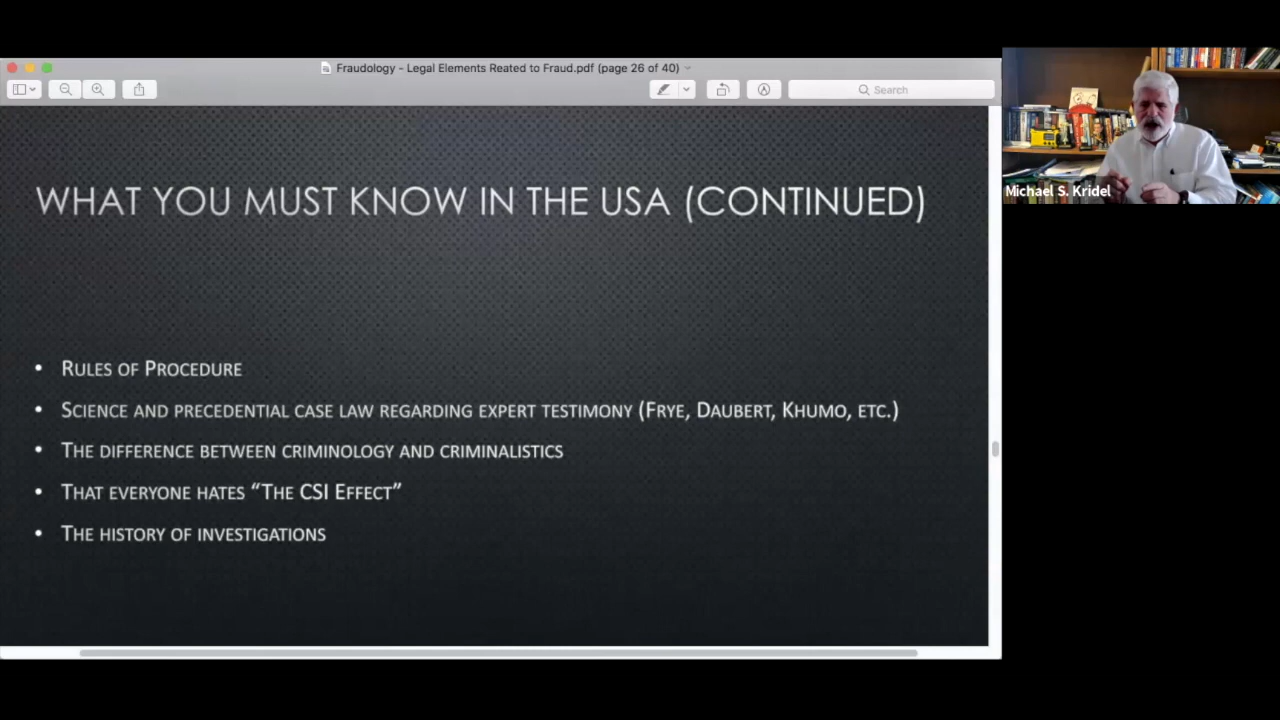 Fraudology - Legal Elements Reated to Fraud.pdf (page 26 of 40)
Search
WHAT YOU MUST KNOW IN THE USA (CONTINUED)
• RULES OF PROCEDURE
• SCIENCE AND PRECEDENTIAL CASE LAW REGARDING EXPERT TESTIMONY (FRYE, DAUBERT, KHUMO, ETC.)
• THE DIFFERENCE BETWEEN CRIMINOLOGY AND CRIMINALISTICS
• THAT EVERYONE HATES “THE CSI EFFECT”
• THE HISTORY OF INVESTIGATIONS
Michael S. Kridel